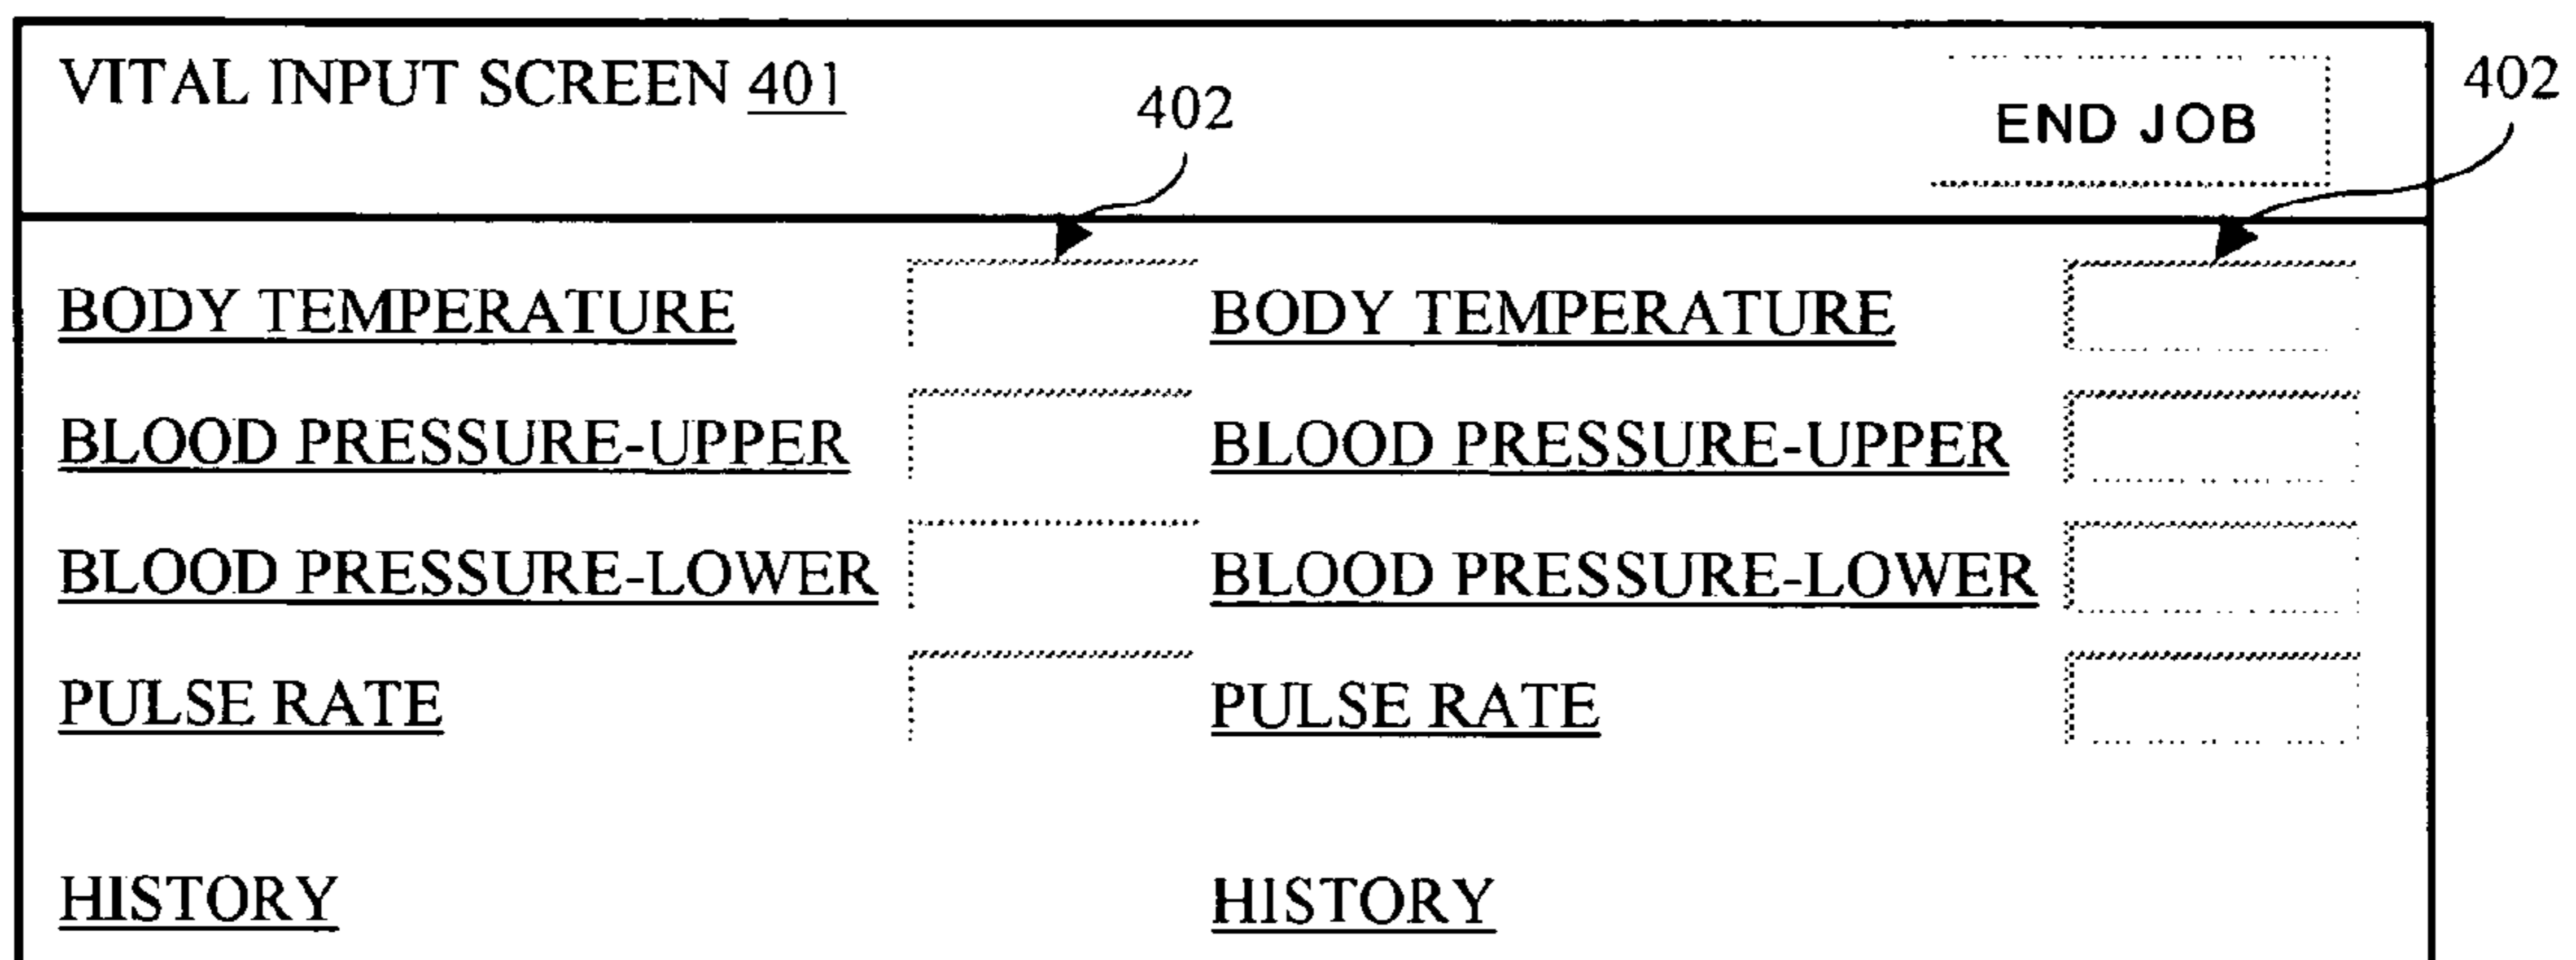 VITAL INPUT SCREEN 401
402
END JOB
402
BODY TEMPERATURE
BODY TEMPERATURE
BLOOD PRESSURE-UPPER
BLOOD PRESSURE-UPPER
BLOOD PRESSURE-LOWER
BLOOD PRESSURE-LOWER
PULSE RATE
PULSE RATE
HISTORY
HISTORY